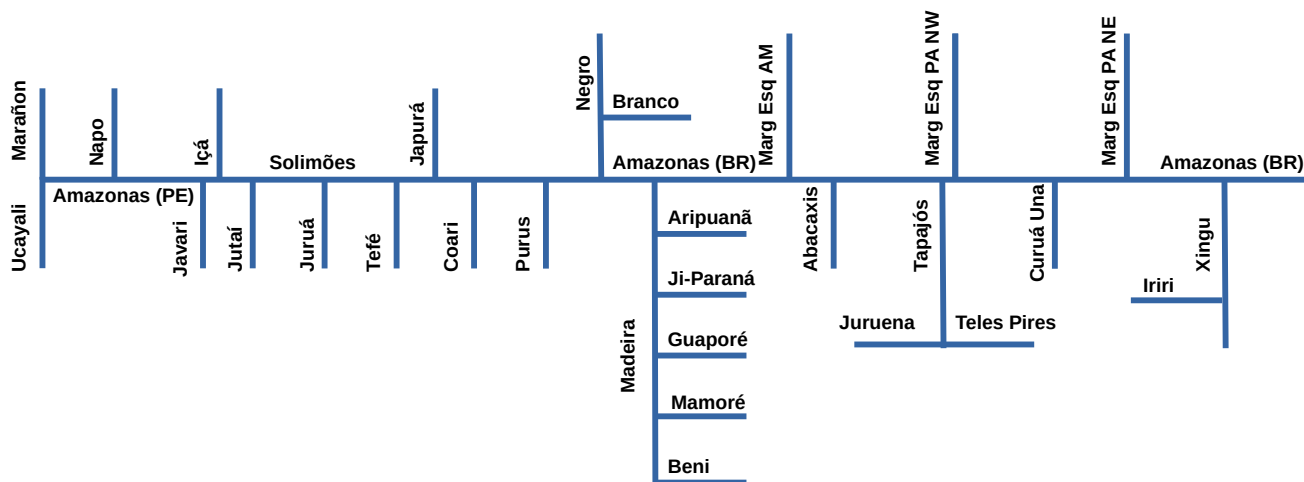 Marañon
Napo
Içá
Solimões
Japurá
Negro
Branco
Marg Esq AM
Marg Esq PA NW
Marg Esq PA NE
Amazonas (BR)
Amazonas (BR)
Amazonas (PE)
Ucayali
Javari
Jutaí
Juruá
Tefé
Coari
Purus
Madeira
Aripuanã
Ji-Paraná
Guaporé
Mamoré
Beni
Abacaxis
Tapajós
Juruena
Teles Pires
Curuá Una
Xingu
Iriri